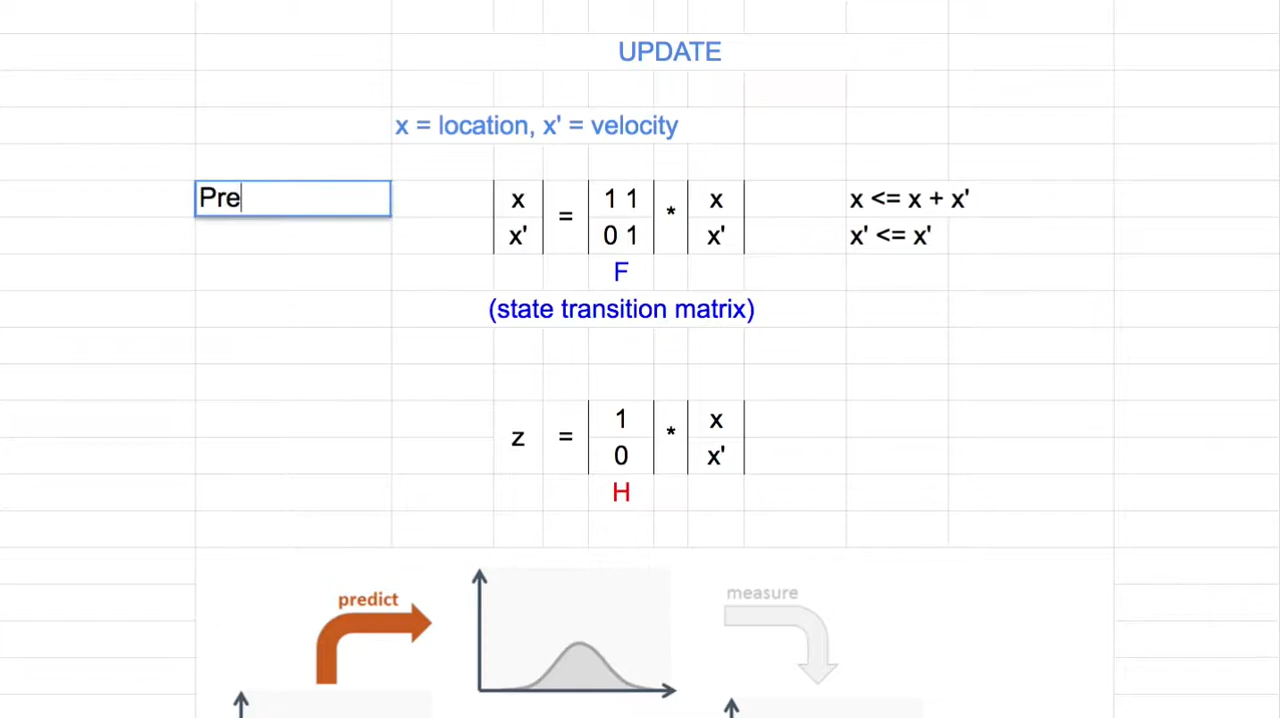 UPDATE
x = location, x' = velocity
Pre
x = 1 1 * x x <= x + x'
x' 0 1 x' x' <= x'
F
(state transition matrix)
z = 1 * x
0 x'
H
predict
measure